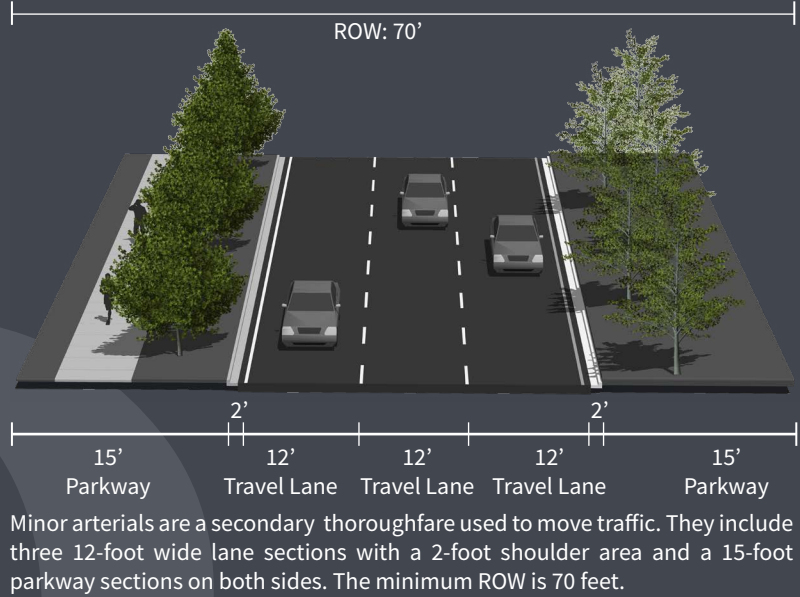 ROW: 70’
2’ 2’
15’ 12’ 12’ 12’ 15’
Parkway Travel Lane Travel Lane Travel Lane Parkway
Minor arterials are a secondary thoroughfare used to move traffic. They include
three 12-foot wide lane sections with a 2-foot shoulder area and a 15-foot
parkway sections on both sides. The minimum ROW is 70 feet.